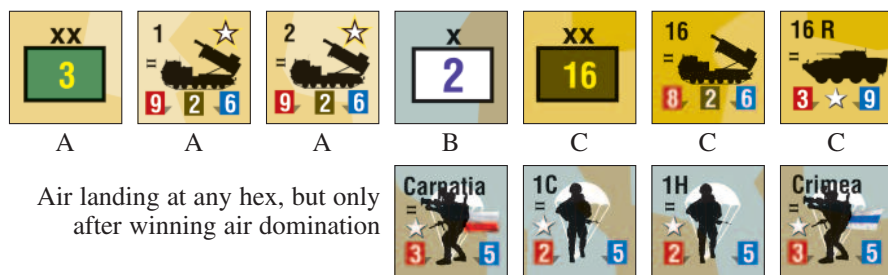 xx 1 2 x xx 16 16 R
3 = = 2 16 = =
9 2 6 9 2 6 8 2 6 3 9
A A A B C C C
Carpatia 1C 1H Crimea
Air landing at any hex, but only
after winning air domination
= = = =
3 5 2 5 2 5 3 5